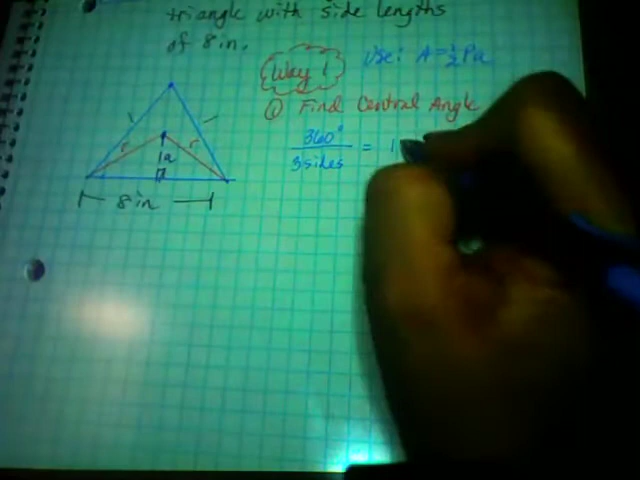 triangle with side lengths
of 8 in.
Way 1
Use: A = ½Pa
① Find Central Angle
360°
3 sides
= 1
r
r
a
8 in